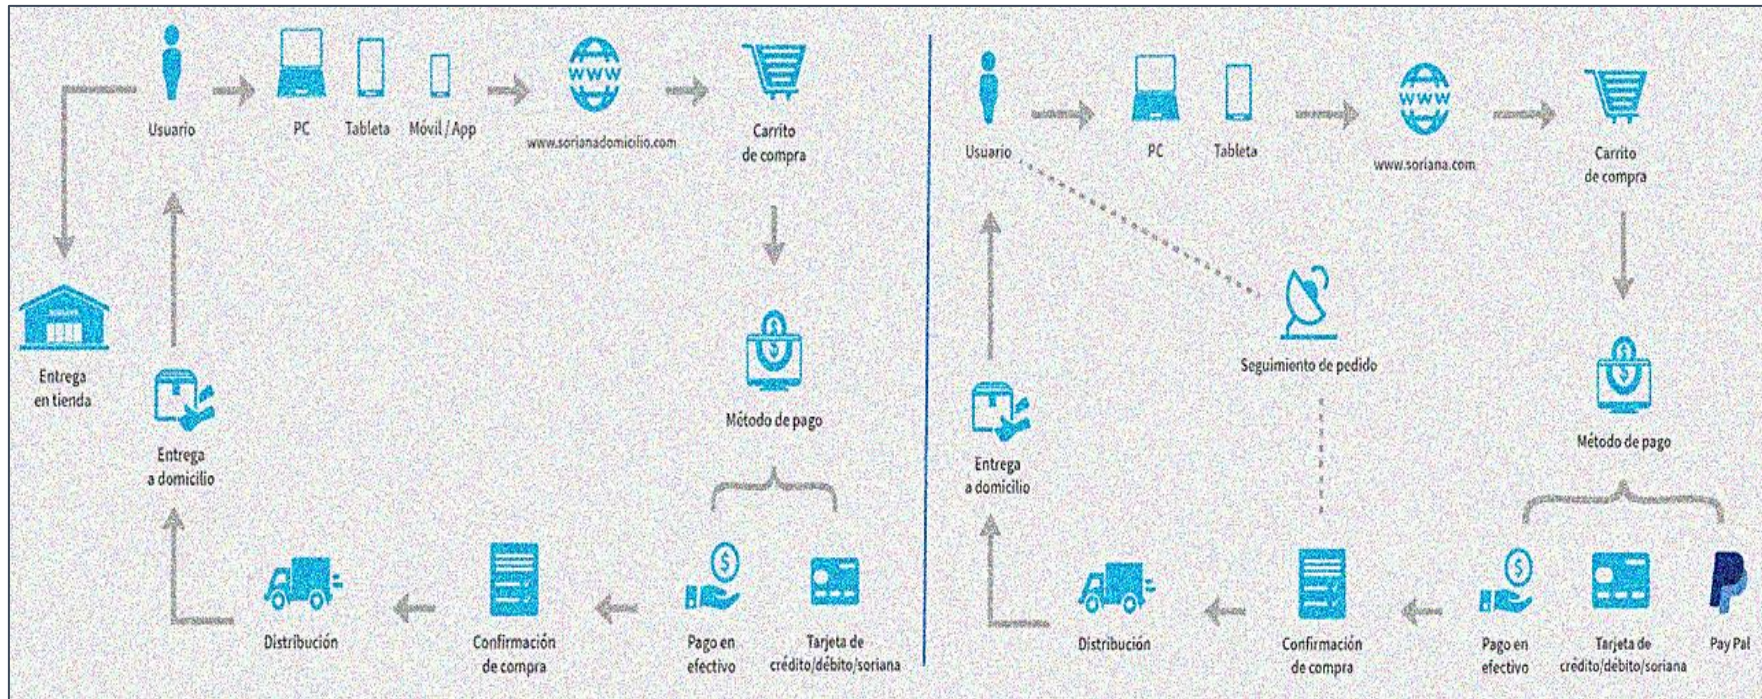 Usuario
PC
Tableta
Móvil / App
www
www.sorianadomicilio.com
Carrito
de compra
Entrega
en tienda
Entrega
a domicilio
Método de pago
Distribución
Confirmación
de compra
Pago en
efectivo
Tarjeta de
crédito/débito/soriana
Usuario
PC
Tableta
www
www.soriana.com
Carrito
de compra
Seguimiento de pedido
Entrega
a domicilio
Método de pago
Distribución
Confirmación
de compra
Pago en
efectivo
Tarjeta de
crédito/débito/soriana
Pay Pal